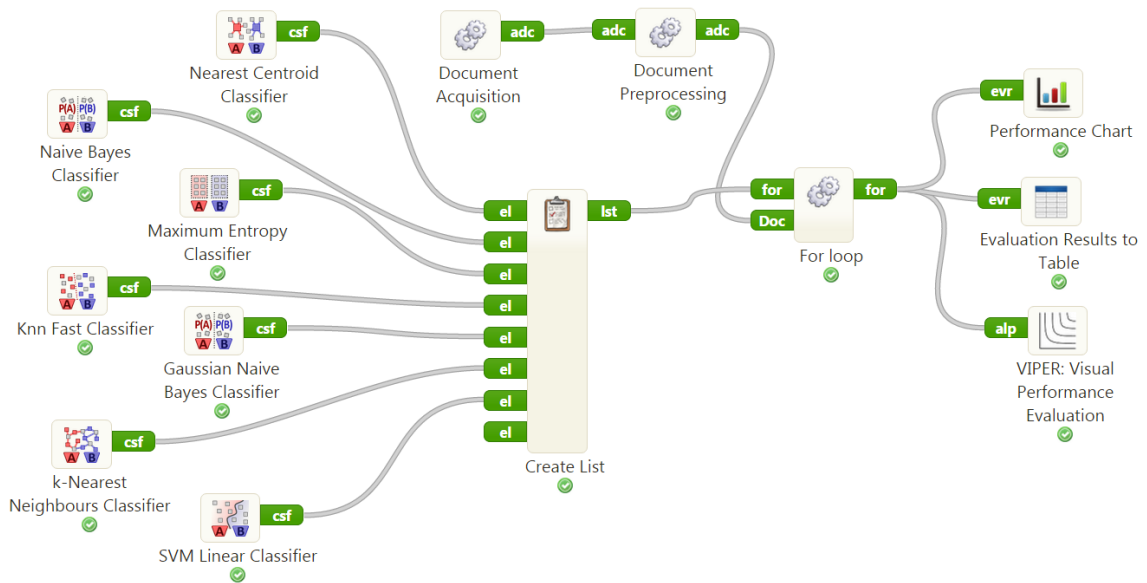 csf
A B
Nearest Centroid
Classifier
adc
Document
Acquisition
adc
adc
Document
Preprocessing
P(A) P(B)
A B
csf
Naive Bayes
Classifier
A B
csf
Maximum Entropy
Classifier
A B
csf
Knn Fast Classifier
P(A) P(B)
A B
csf
Gaussian Naive
Bayes Classifier
A B
csf
k-Nearest
Neighbours Classifier
A B
csf
SVM Linear Classifier
el
lst
el
el
el
el
el
el
el
Create List
for
for
Doc
For loop
evr
Performance Chart
evr
Evaluation Results to
Table
alp
VIPER: Visual
Performance
Evaluation